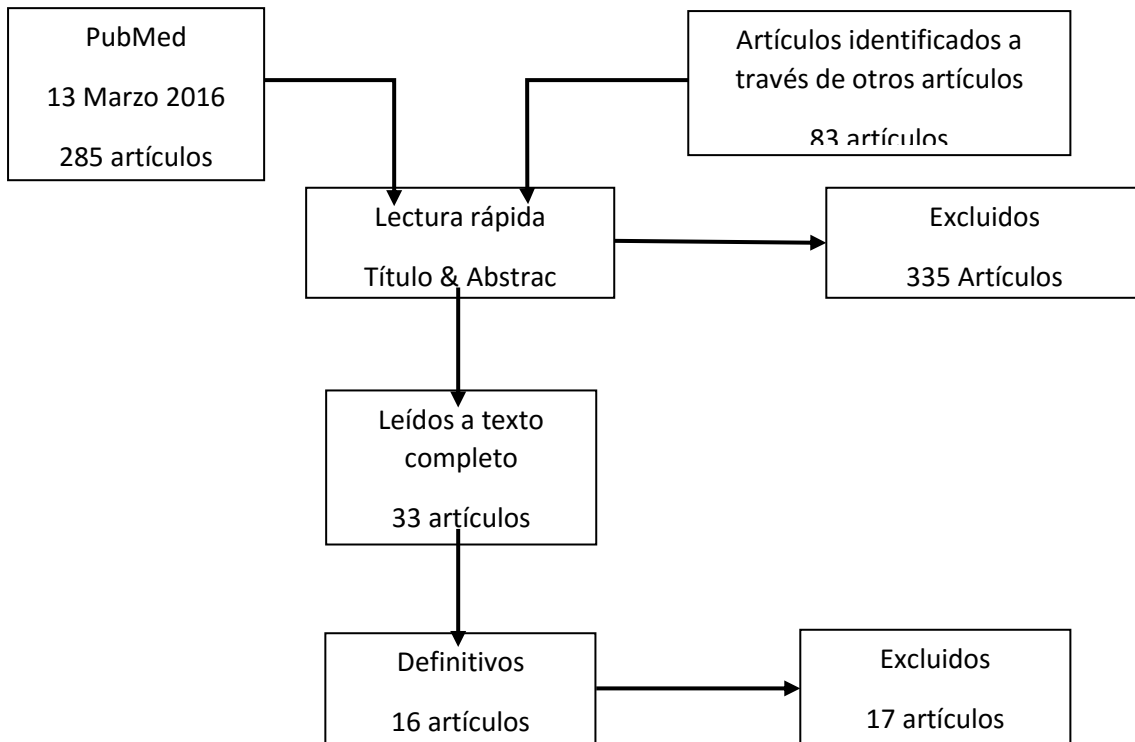 PubMed
13 Marzo 2016
285 artículos
Artículos identificados a
través de otros artículos
83 artículos
Lectura rápida
Título & Abstrac
Excluidos
335 Artículos
Leídos a texto
completo
33 artículos
Definitivos
16 artículos
Excluidos
17 artículos